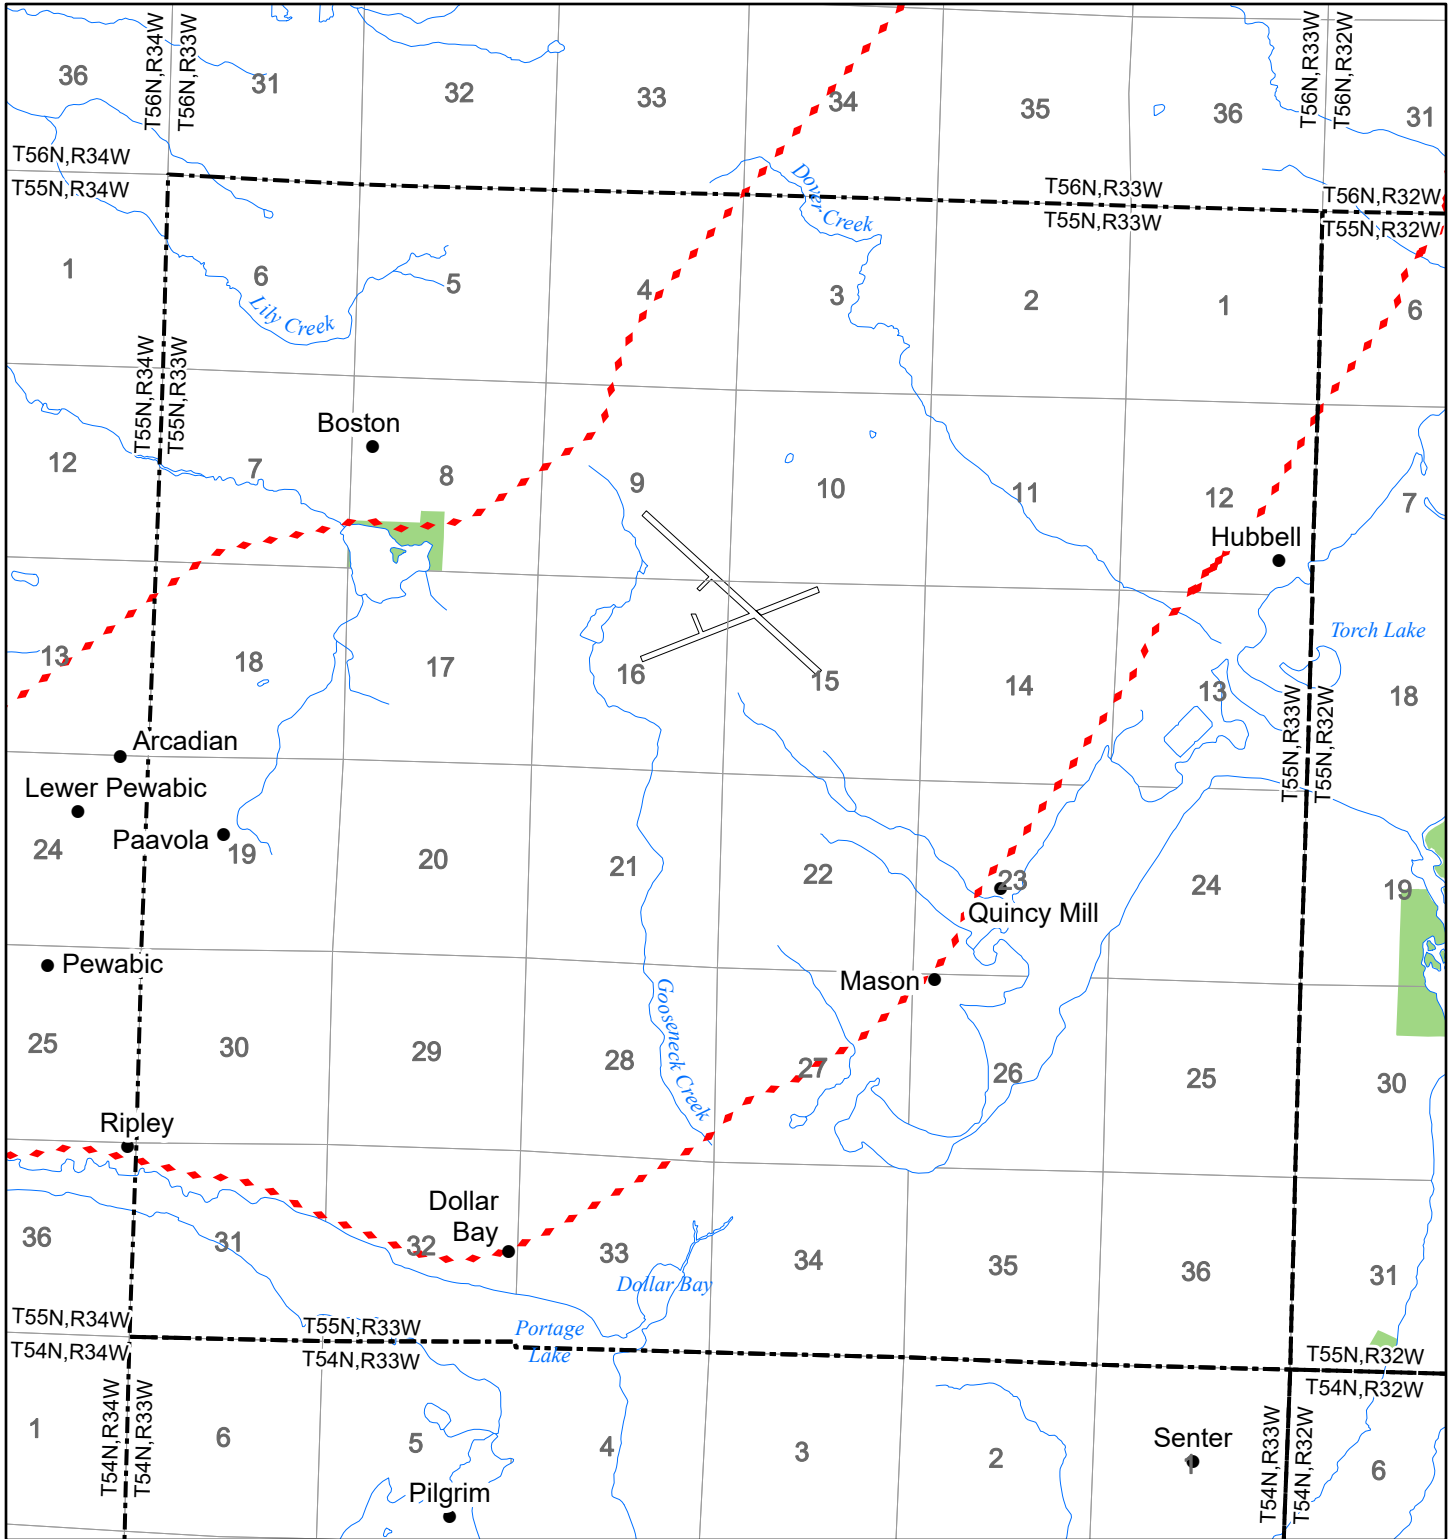 T56N,R34W
T56N,R33W
T56N,R33W
T56N,R32W
36
31
32
33
34
35
36
31
T56N,R34W
T55N,R34W
Dover Creek
T56N,R33W
T55N,R33W
T56N,R32W
T55N,R32W
1
6
5
4
3
2
1
6
Lily Creek
T55N,R34W
T55N,R33W
Boston
12
7
8
9
10
11
12
7
Hubbell
Torch Lake
13
18
17
16
15
14
13
18
T55N,R33W
T55N,R32W
Arcadian
Lower Pewabic
Paavola
24
19
20
21
22
23
24
19
Quincy Mill
Pewabic
Mason
Gooseneck Creek
25
30
29
28
27
26
25
30
Ripley
Dollar
Bay
36
31
32
33
34
35
36
31
Dollar Bay
T55N,R34W
T54N,R34W
T55N,R33W
T54N,R33W
Portage
Lake
T55N,R32W
T54N,R32W
T54N,R34W
T54N,R33W
1
6
5
4
3
2
1
6
Senter
T54N,R33W
T54N,R32W
Pilgrim